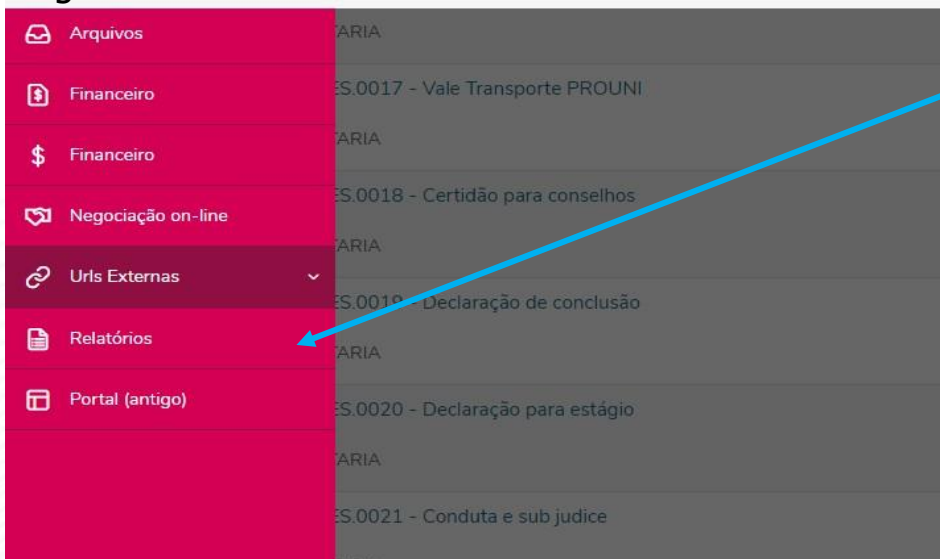 Arquivos
TARIA
Financeiro
ES.0017 - Vale Transporte PROUNI
TARIA
Financeiro
ES.0018 - Certidão para conselhos
Negociação on-line
TARIA
Urls Externas
ES.0019 - Declaração de conclusão
Relatórios
TARIA
Portal (antigo)
ES.0020 - Declaração para estágio
TARIA
ES.0021 - Conduta e sub judice